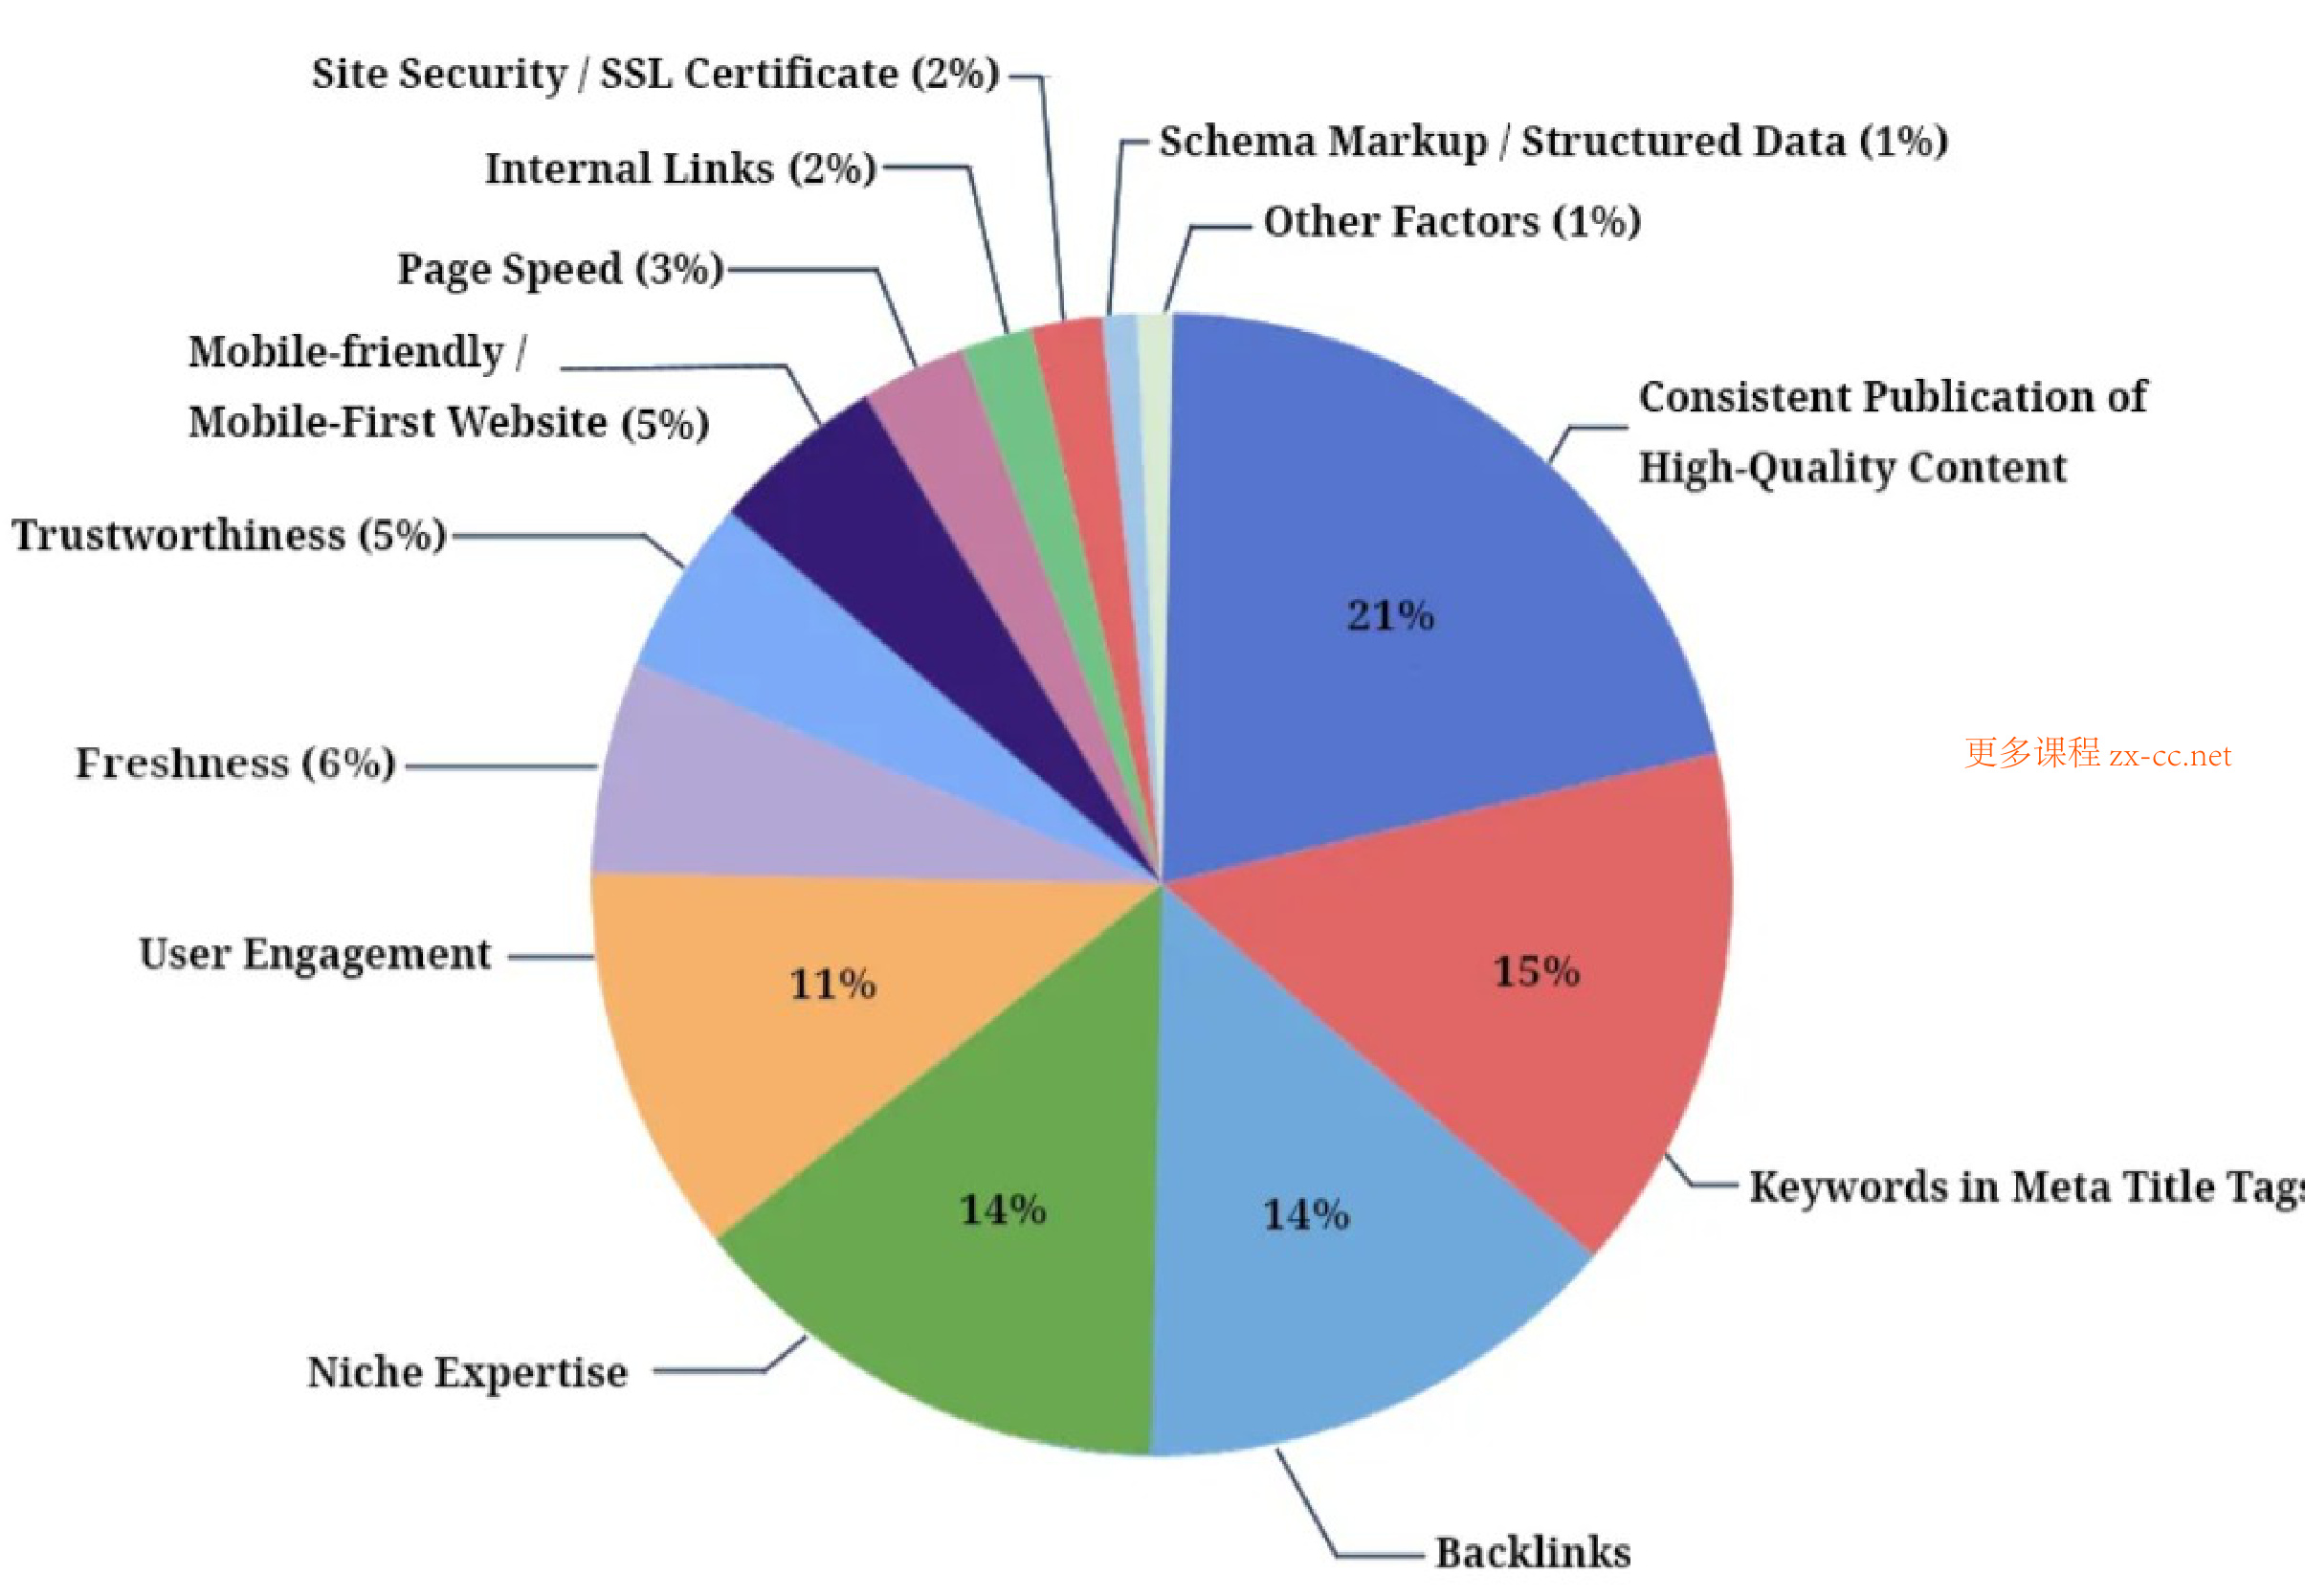 Site Security / SSL Certificate (2%)
Schema Markup / Structured Data (1%)
Internal Links (2%)
Other Factors (1%)
Page Speed (3%)
Mobile-friendly /
Mobile-First Website (5%)
Consistent Publication of
High-Quality Content
Trustworthiness (5%)
21%
更多课程 zx-cc.net
Freshness (6%)
User Engagement
11%
15%
Keywords in Meta Title Tags
14%
14%
Niche Expertise
Backlinks